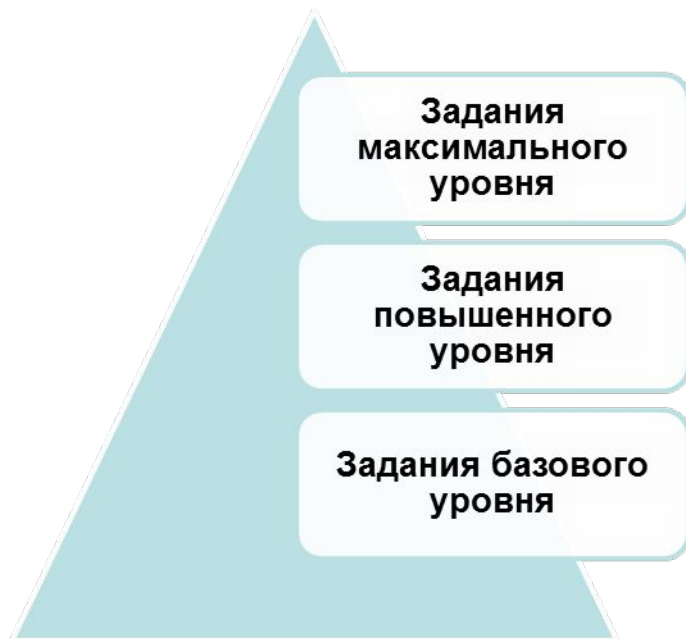 Задания
максимального
уровня
Задания
повышенного
уровня
Задания базового
уровня